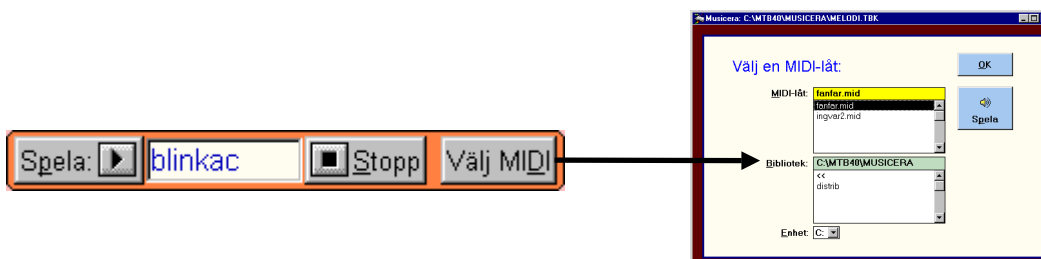 Spela: blinkac Stopp Välj MIDI
Musicera: C:\MTB40\MUSICERA\MELODI.TBK
Välj en MIDI-låt:
OK
MIDI-låt: fanfar.mid
fanfar.mid
ingvar2.mid
Spela
Bibliotek: C:\MTB40\MUSICERA
<<
distrib
Enhet: C: